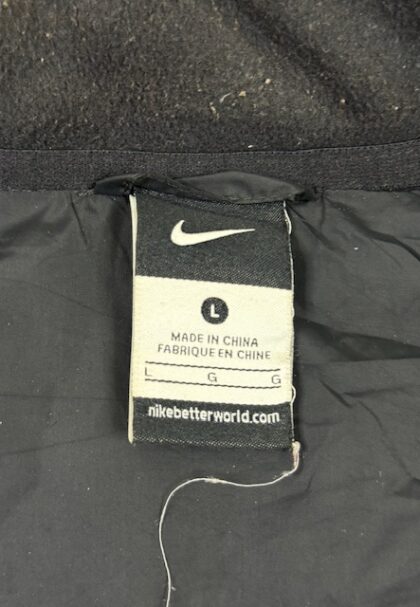 L
MADE IN CHINA
FABRIQUE EN CHINE
L G G
nikebetterworld.com